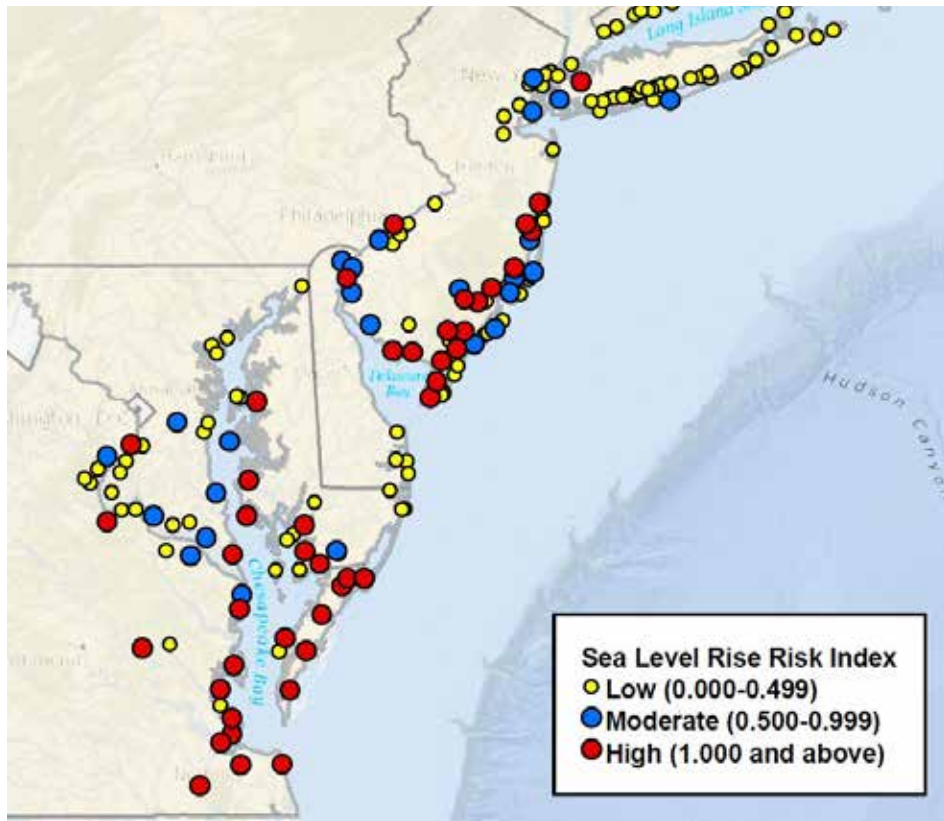 Long Island S
New
Philadelphia
Delaware
Bay
Hudson Canyon
Chesapeake Bay
Sea Level Rise Risk Index
Low (0.000-0.499)
Moderate (0.500-0.999)
High (1.000 and above)